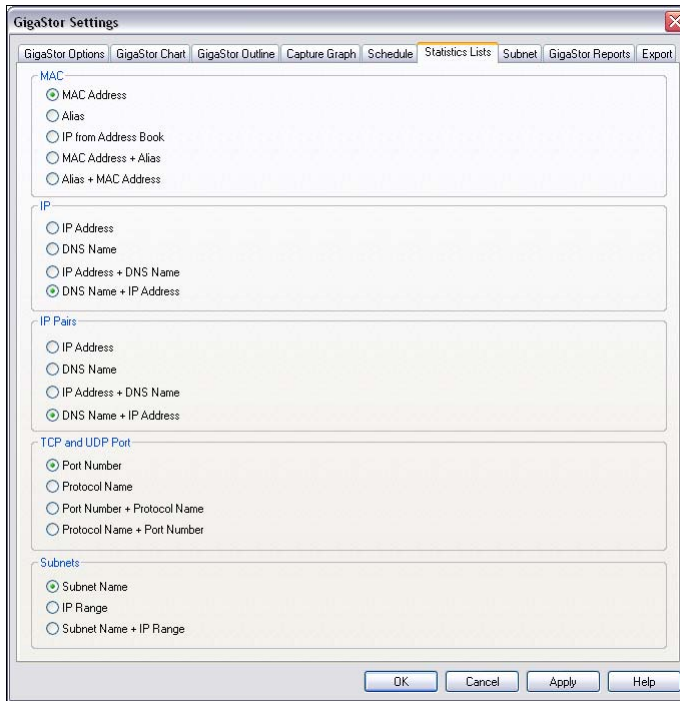 GigaStor Settings
GigaStor Options GigaStor Chart GigaStor Outline Capture Graph Schedule Statistics Lists Subnet GigaStor Reports Export
MAC
MAC Address
Alias
IP from Address Book
MAC Address + Alias
Alias + MAC Address
IP
IP Address
DNS Name
IP Address + DNS Name
DNS Name + IP Address
IP Pairs
IP Address
DNS Name
IP Address + DNS Name
DNS Name + IP Address
TCP and UDP Port
Port Number
Protocol Name
Port Number + Protocol Name
Protocol Name + Port Number
Subnets
Subnet Name
IP Range
Subnet Name + IP Range
OK Cancel Apply Help